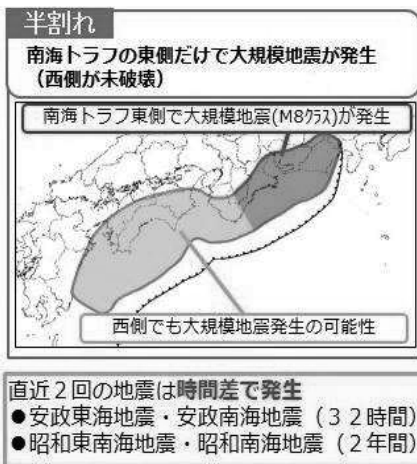 半割れ
南海トラフの東側だけで大規模地震が発生
（西側が未破壊）
南海トラフ東側で大規模地震(M8クラス)が発生
西側でも大規模地震発生の可能性
直近２回の地震は時間差で発生
●安政東海地震・安政南海地震（３２時間）
●昭和東南海地震・昭和南海地震（２年間）